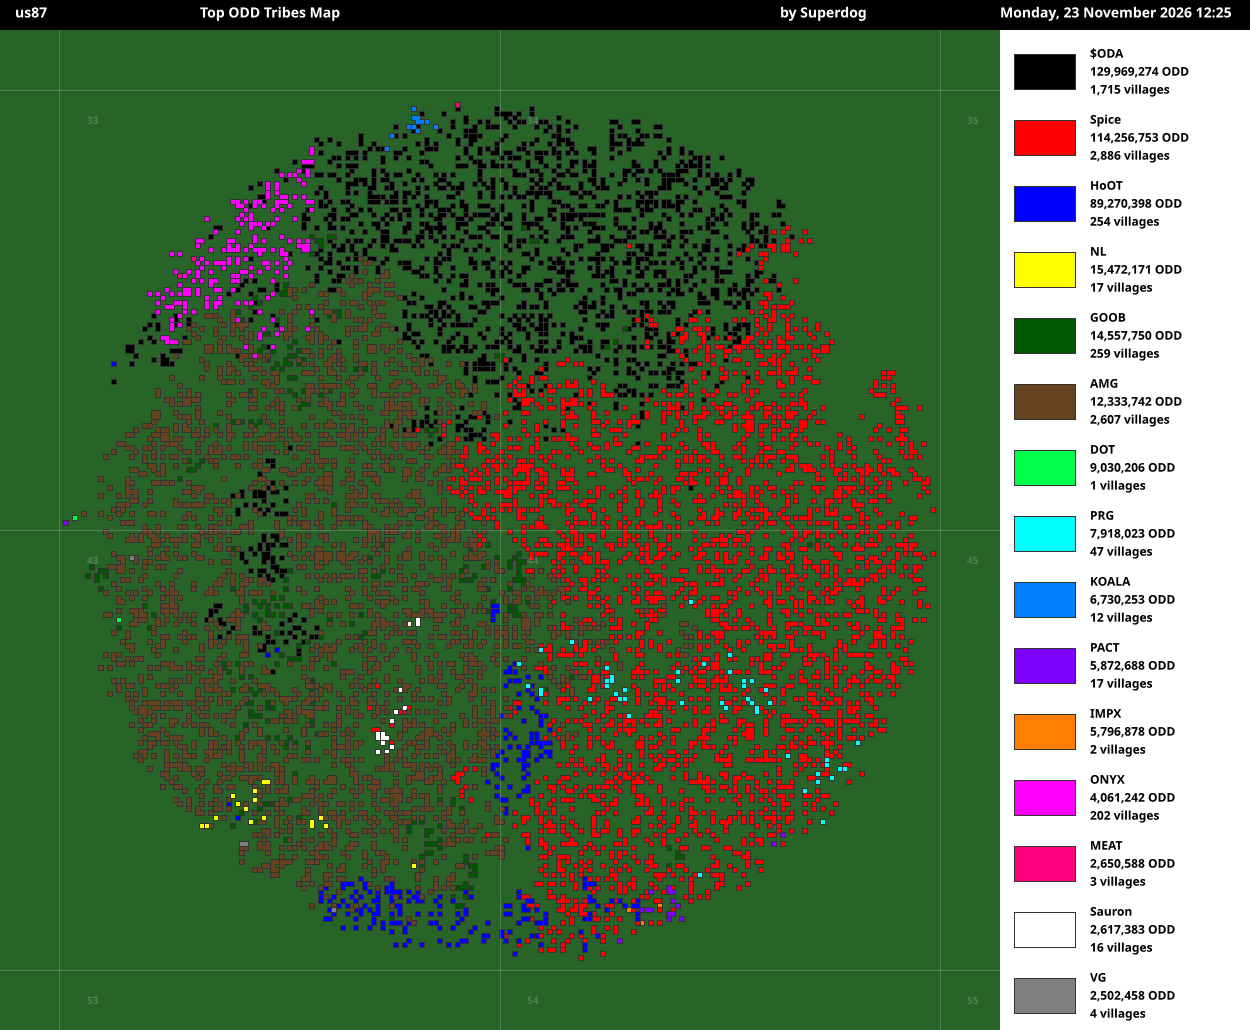 us87 Top ODD Tribes Map by Superdog Monday, 23 November 2026 12:25
33 34 35
43 44
53 54 55
$ODA
129,969,274 ODD
1,715 villages
Spice
114,256,753 ODD
2,886 villages
HoOT
89,270,398 ODD
254 villages
NL
15,472,171 ODD
17 villages
GOOB
14,557,750 ODD
259 villages
AMG
12,333,742 ODD
2,607 villages
DOT
9,030,206 ODD
1 villages
PRG
7,918,023 ODD
47 villages
KOALA
6,730,253 ODD
12 villages
PACT
5,872,688 ODD
17 villages
IMPX
5,796,878 ODD
2 villages
ONYX
4,061,242 ODD
202 villages
MEAT
2,650,588 ODD
3 villages
Sauron
2,617,383 ODD
16 villages
VG
2,502,458 ODD
4 villages
45